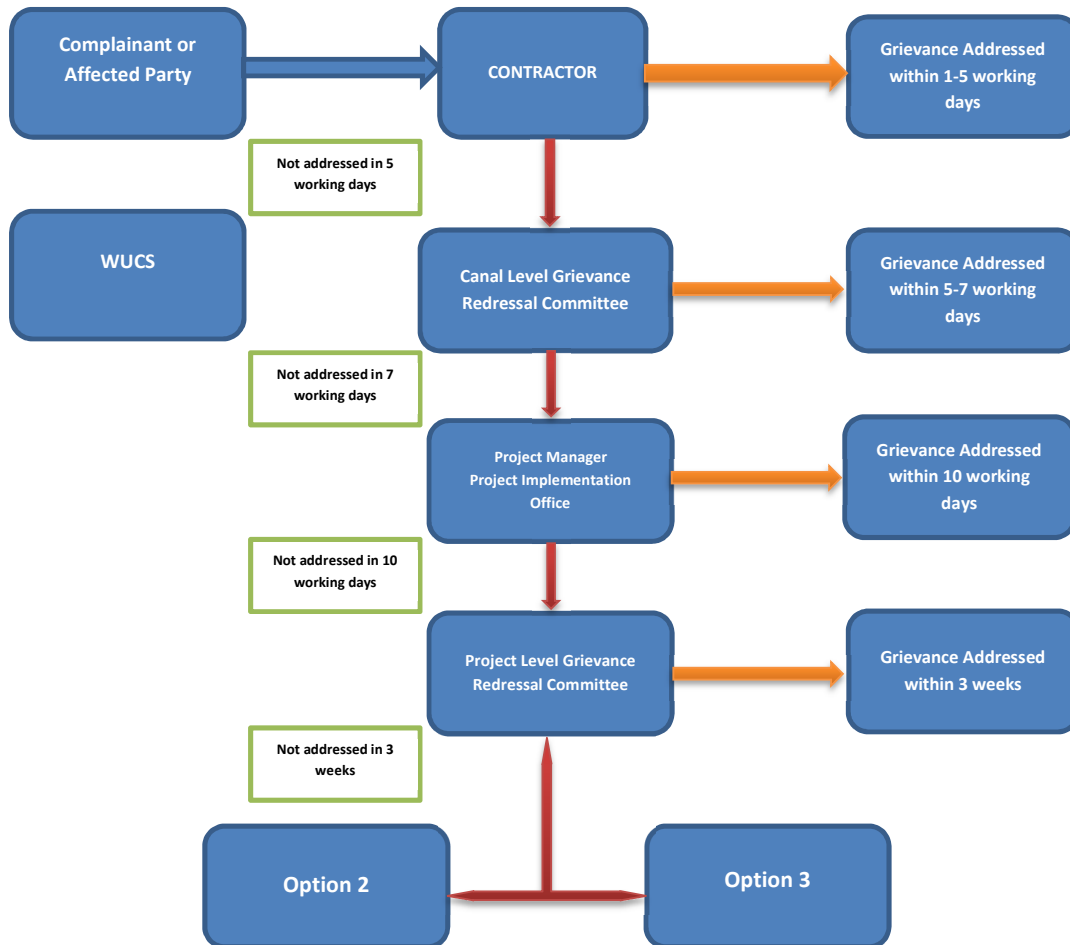 Complainant or
Affected Party
CONTRACTOR
Grievance Addressed
within 1-5 working
days
Not addressed in 5
working days
WUCS
Canal Level Grievance
Redressal Committee
Grievance Addressed
within 5-7 working
days
Not addressed in 7
working days
Project Manager
Project Implementation
Office
Grievance Addressed
within 10 working
days
Not addressed in 10
working days
Project Level Grievance
Redressal Committee
Grievance Addressed
within 3 weeks
Not addressed in 3
weeks
Option 2
Option 3